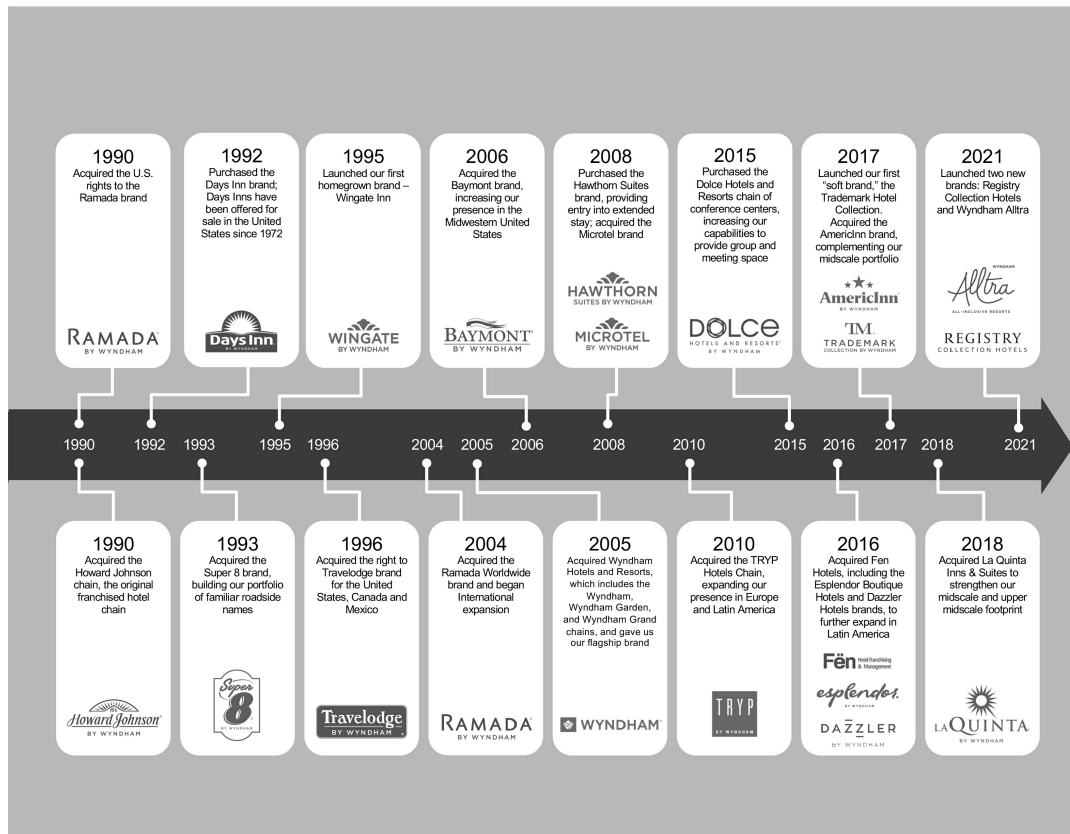 1990
Acquired the U.S.
rights to the
Ramada brand
RAMADA
BY WYNDHAM
1992
Purchased the
Days Inn brand;
Days Inns have
been offered for
sale in the United
States since 1972
Days Inn
BY WYNDHAM
1995
Launched our first
homegrown brand –
Wingate Inn
WINGATE
BY WYNDHAM
2006
Acquired the
Baymont brand,
increasing our
presence in the
Midwestern United
States
BAYMONT
BY WYNDHAM
2008
Purchased the
Hawthorn Suites
brand, providing
entry into extended
stay; acquired the
Microtel brand
HAWTHORN
SUITES BY WYNDHAM
MICROTEL
BY WYNDHAM
2015
Purchased the
Dolce Hotels and
Resorts chain of
conference centers,
increasing our
capabilities to
provide group and
meeting space
DOLCE
HOTELS AND RESORTS®
BY WYNDHAM
2017
Launched our first
“soft brand,” the
Trademark Hotel
Collection.
Acquired the
AmericInn brand,
complementing our
midscale portfolio
AmericInn
BY WYNDHAM
TM.
TRADEMARK
COLLECTION BY WYNDHAM
2021
Launched two new
brands: Registry
Collection Hotels
and Wyndham Alltra
WYNDHAM
Alltra
ALL-INCLUSIVE RESORTS
REGISTRY
COLLECTION HOTELS
1990 1992 1993 1995 1996 2004 2005 2006 2008 2010 2015 2016 2017 2018 2021
1990
Acquired the
Howard Johnson
chain, the original
franchised hotel
chain
Howard Johnson®
BY WYNDHAM
1993
Acquired the
Super 8 brand,
building our portfolio
of familiar roadside
names
Super
8
BY WYNDHAM
1996
Acquired the right to
Travelodge brand
for the United
States, Canada and
Mexico
Travelodge
BY WYNDHAM
2004
Acquired the
Ramada Worldwide
brand and began
International
expansion
RAMADA®
BY WYNDHAM
2005
Acquired Wyndham
Hotels and Resorts,
which includes the
Wyndham,
Wyndham Garden,
and Wyndham Grand
chains, and gave us
our flagship brand
WYNDHAM®
2010
Acquired the TRYP
Hotels Chain,
expanding our
presence in Europe
and Latin America
TRYP
BY WYNDHAM
2016
Acquired Fen
Hotels, including the
Esplendor Boutique
Hotels and Dazzler
Hotels brands, to
further expand in
Latin America
Fën Hotel Franchising
& Management
esplendor.
BY WYNDHAM
DAZZLER
BY WYNDHAM
2018
Acquired La Quinta
Inns & Suites to
strengthen our
midscale and upper
midscale footprint
LA QUINTA
BY WYNDHAM